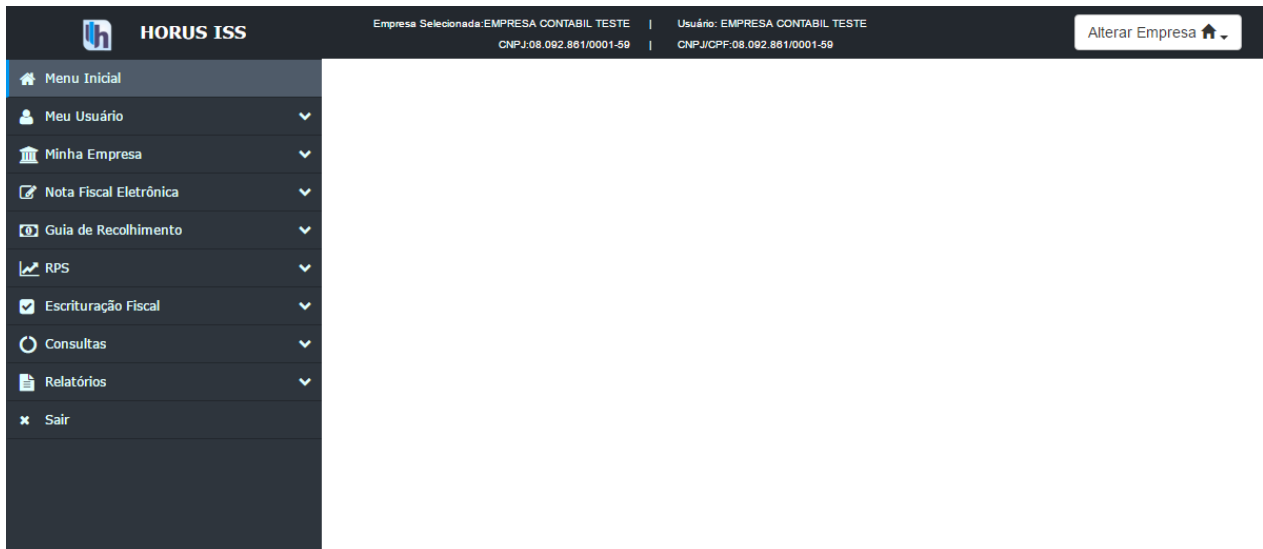 HORUS ISS
Empresa Selecionada:EMPRESA CONTABIL TESTE | Usuário: EMPRESA CONTABIL TESTE
CNPJ:08.092.861/0001-59 | CNPJ/CPF:08.092.861/0001-59
Alterar Empresa
Menu Inicial
Meu Usuário
Minha Empresa
Nota Fiscal Eletrônica
Guia de Recolhimento
RPS
Escrituração Fiscal
Consultas
Relatórios
Sair